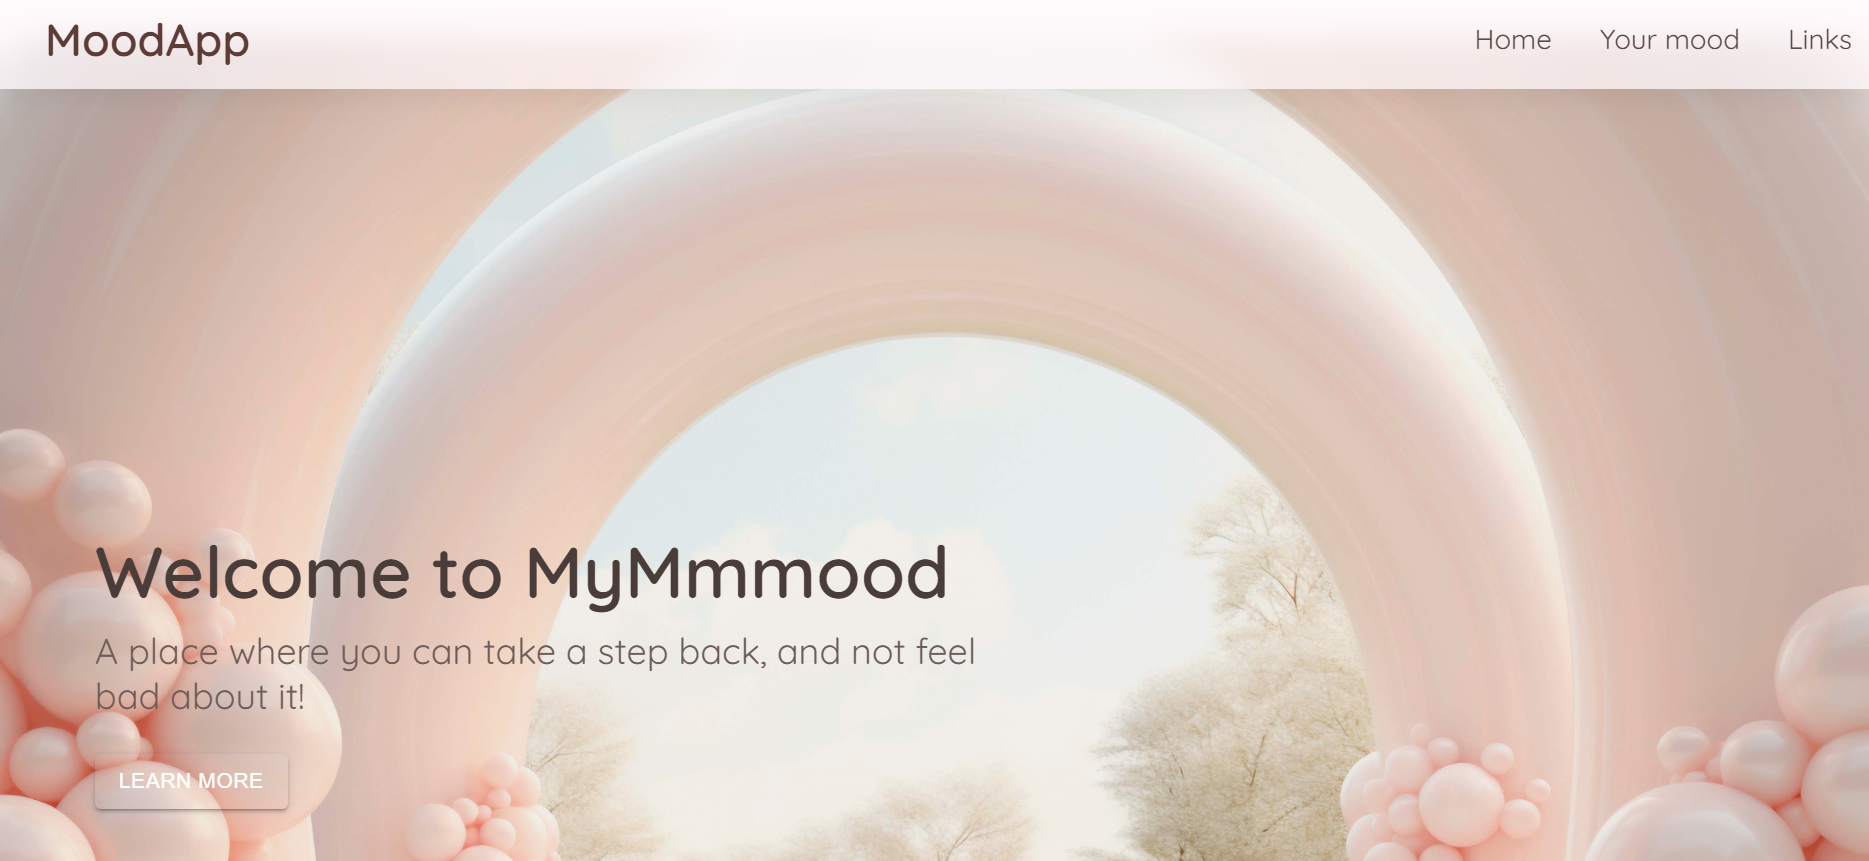 MoodApp
Home Your mood Links
Welcome to MyMmmood
A place where you can take a step back, and not feel
bad about it!
LEARN MORE